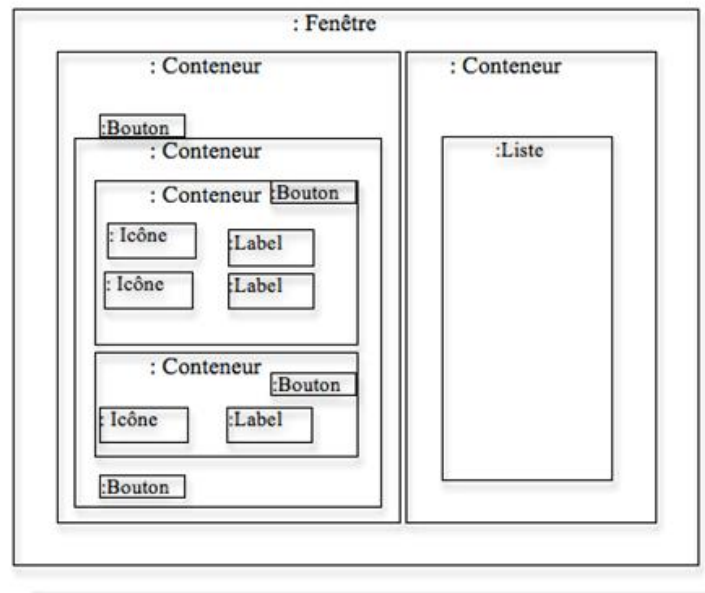 : Fenêtre
: Conteneur
: Conteneur
:Bouton
: Conteneur
:Liste
: Conteneur
:Bouton
: Icône
:Label
: Icône
:Label
: Conteneur
:Bouton
: Icône
:Label
:Bouton